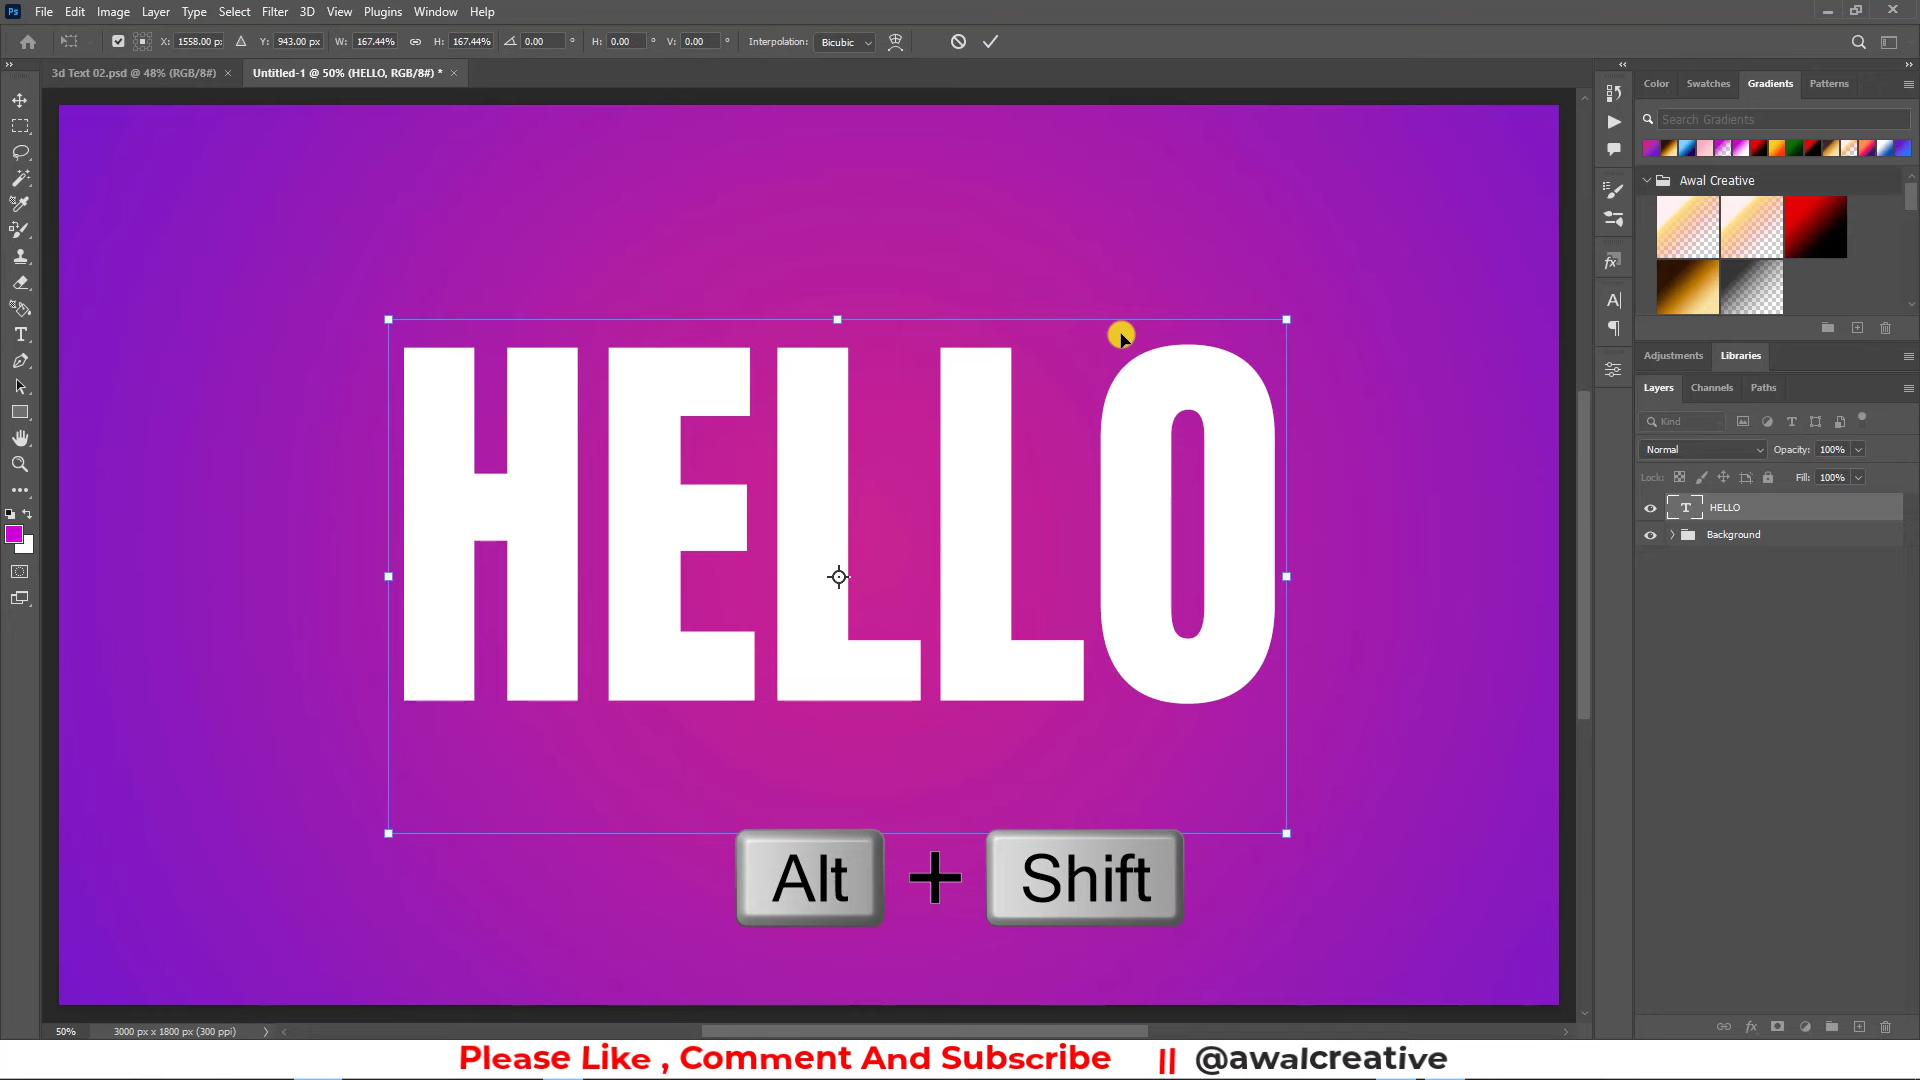 Ps File Edit Image Layer Type Select Filter 3D View Plugins Window Help
X: 1558.00 p: Y: 943.00 px W: 167.44% H: 167.44% 0.00 ° H: 0.00 ° V: 0.00 ° Interpolation: Bicubic
3d Text 02.psd @ 48% (RGB/8#) × Untitled-1 @ 50% (HELLO, RGB/8#) * ×
Color Swatches Gradients Patterns
Search Gradients
Awal Creative
HELLO
Adjustments Libraries
Layers Channels Paths
Kind
Normal Opacity: 100%
Lock: Fill: 100%
T HELLO
Background
Alt + Shift
50% 3000 px x 1800 px (300 ppi)
Please Like , Comment And Subscribe || @awalcreative